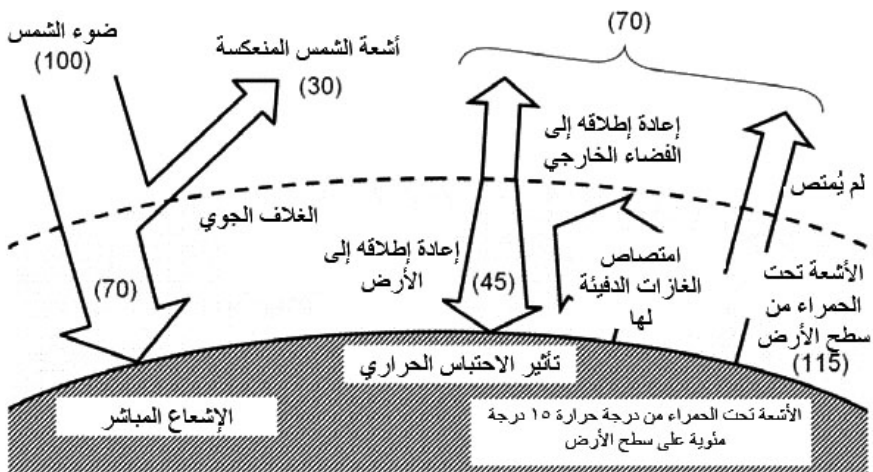 ضوء الشمس
(100)
أشعة الشمس المنعكسة
(30)
(70)
إعادة إطلاقه إلى
الفضاء الخارجي
لم يُمتص
الغلاف الجوي
(70)
إعادة إطلاقه إلى
الأرض
(45)
امتصاص
الغازات الدفيئة
لها
الأشعة تحت
الحمراء من
سطح الأرض
(115)
تأثير الاحتباس الحراري
الإشعاع المباشر
الأشعة تحت الحمراء من درجة حرارة ١٥ درجة
مئوية على سطح الأرض